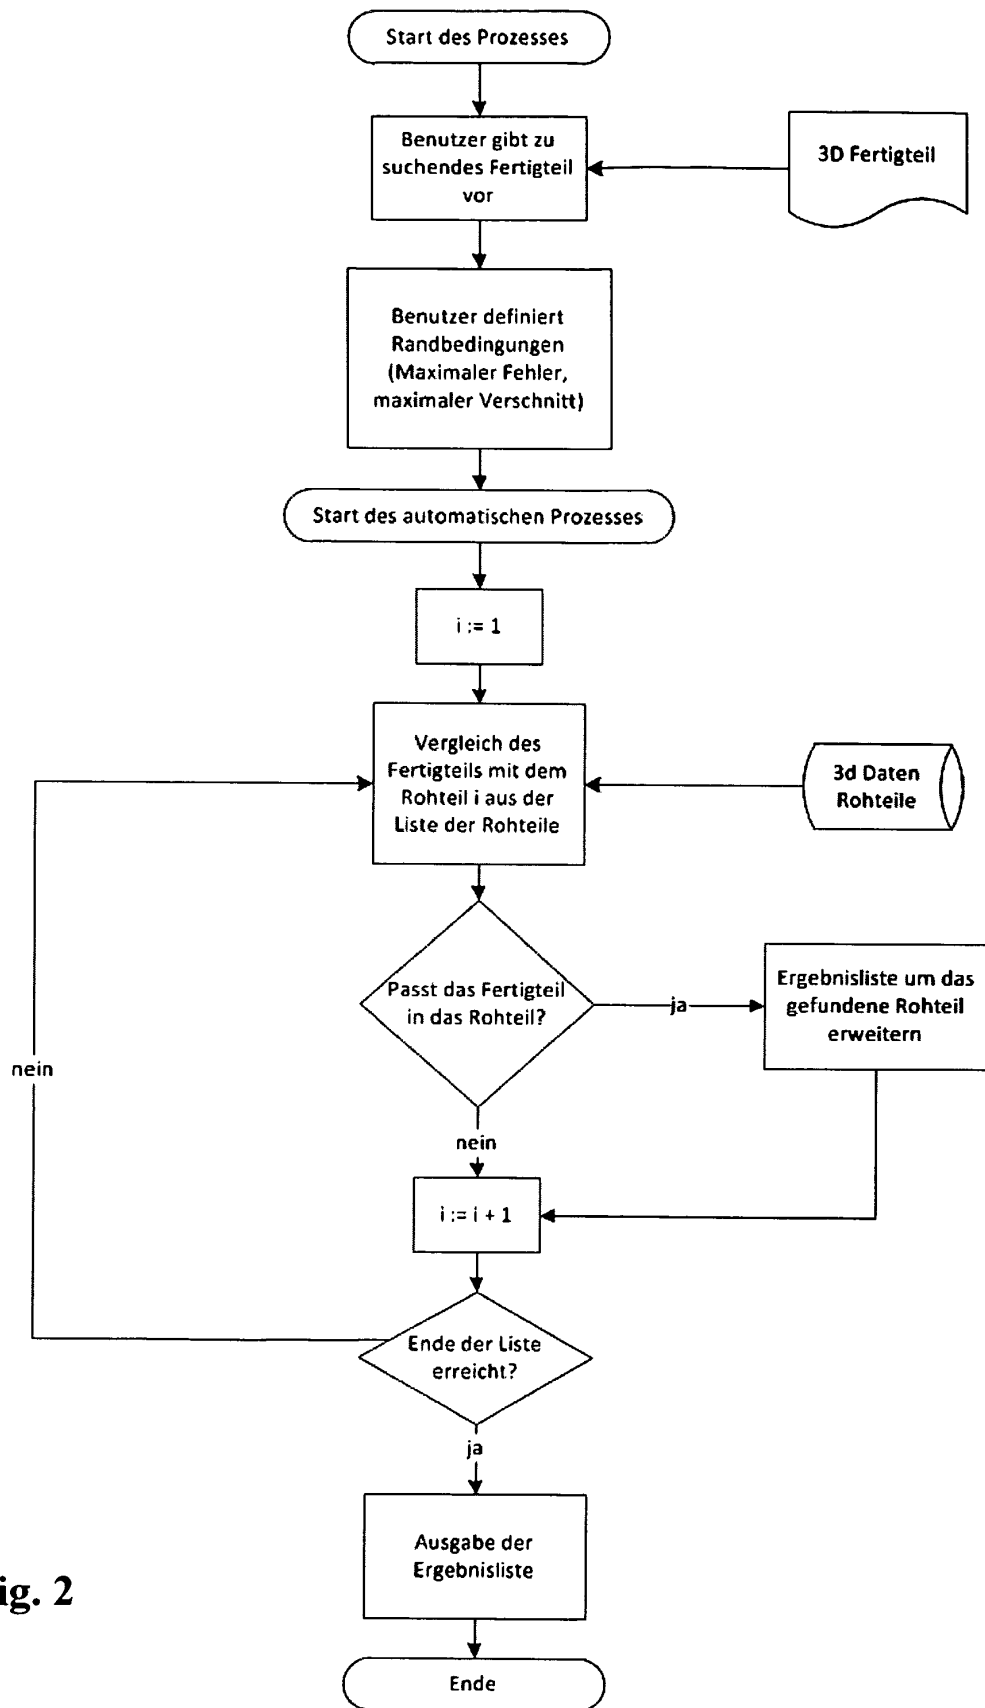 Start des Prozesses
Benutzer gibt zu
suchendes Fertigteil
vor
3D Fertigteil
Benutzer definiert
Randbedingungen
(Maximaler Fehler,
maximaler Verschnitt)
Start des automatischen Prozesses
i := 1
Vergleich des
Fertigteils mit dem
Rohteil i aus der
Liste der Rohteile
3d Daten
Rohteile
Passt das Fertigteil
in das Rohteil?
ja
Ergebnisliste um das
gefundene Rohteil
erweitern
nein
nein
i := i + 1
Ende der Liste
erreicht?
ja
Ausgabe der
Ergebnisliste
ig. 2
Ende